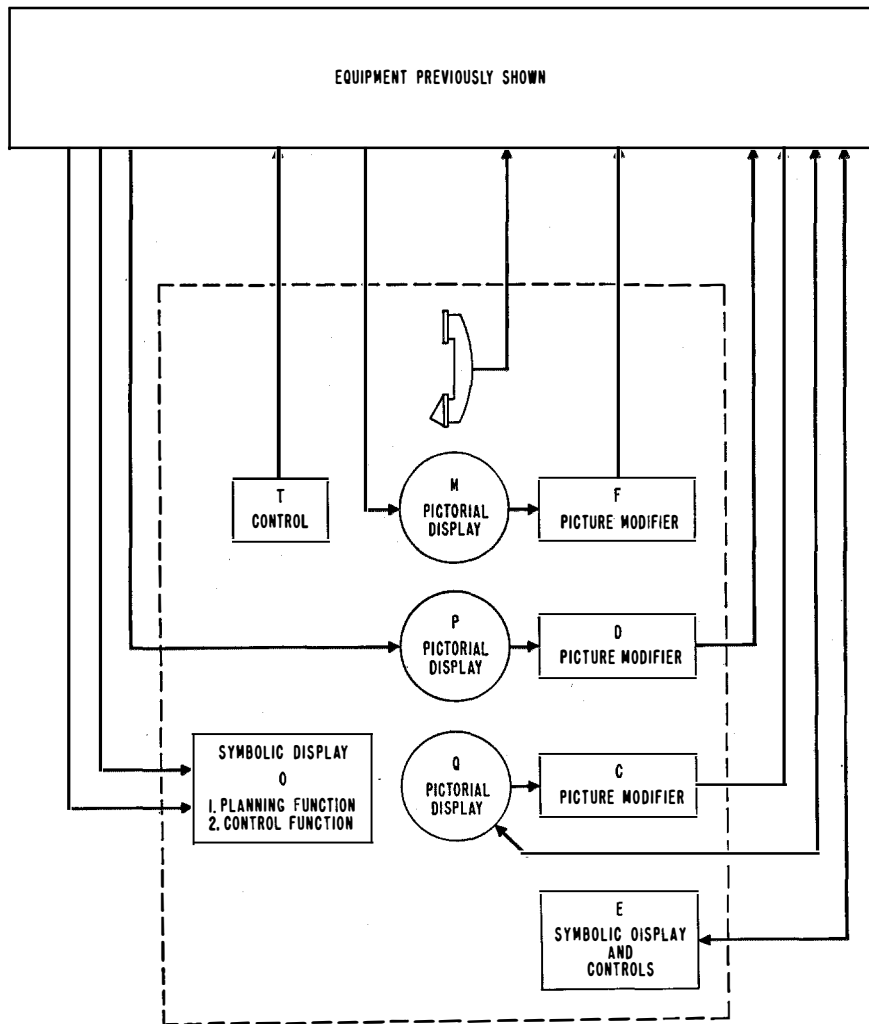 EQUIPMENT PREVIOUSLY SHOWN
T
CONTROL
M
PICTORIAL
DISPLAY
F
PICTURE MODIFIER
P
PICTORIAL
DISPLAY
D
PICTURE MODIFIER
SYMBOLIC DISPLAY
O
1. PLANNING FUNCTION
2. CONTROL FUNCTION
Q
PICTORIAL
DISPLAY
C
PICTURE MODIFIER
E
SYMBOLIC DISPLAY
AND
CONTROLS